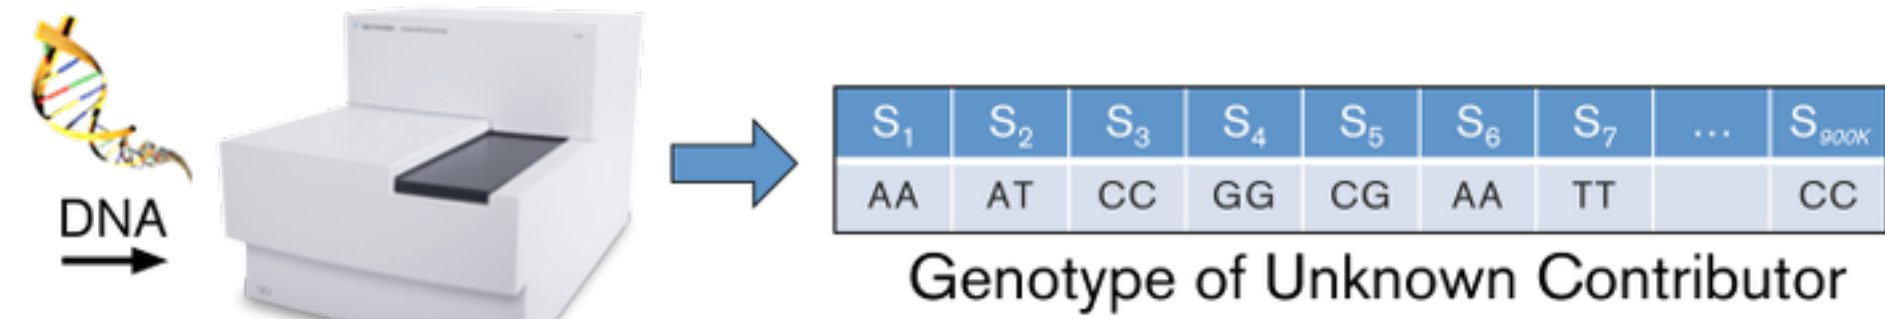 DNA
S₁ S₂ S₃ S₄ S₅ S₆ S₇ ... S₉₀₀ₖ
AA AT CC GG CG AA TT CC
Genotype of Unknown Contributor